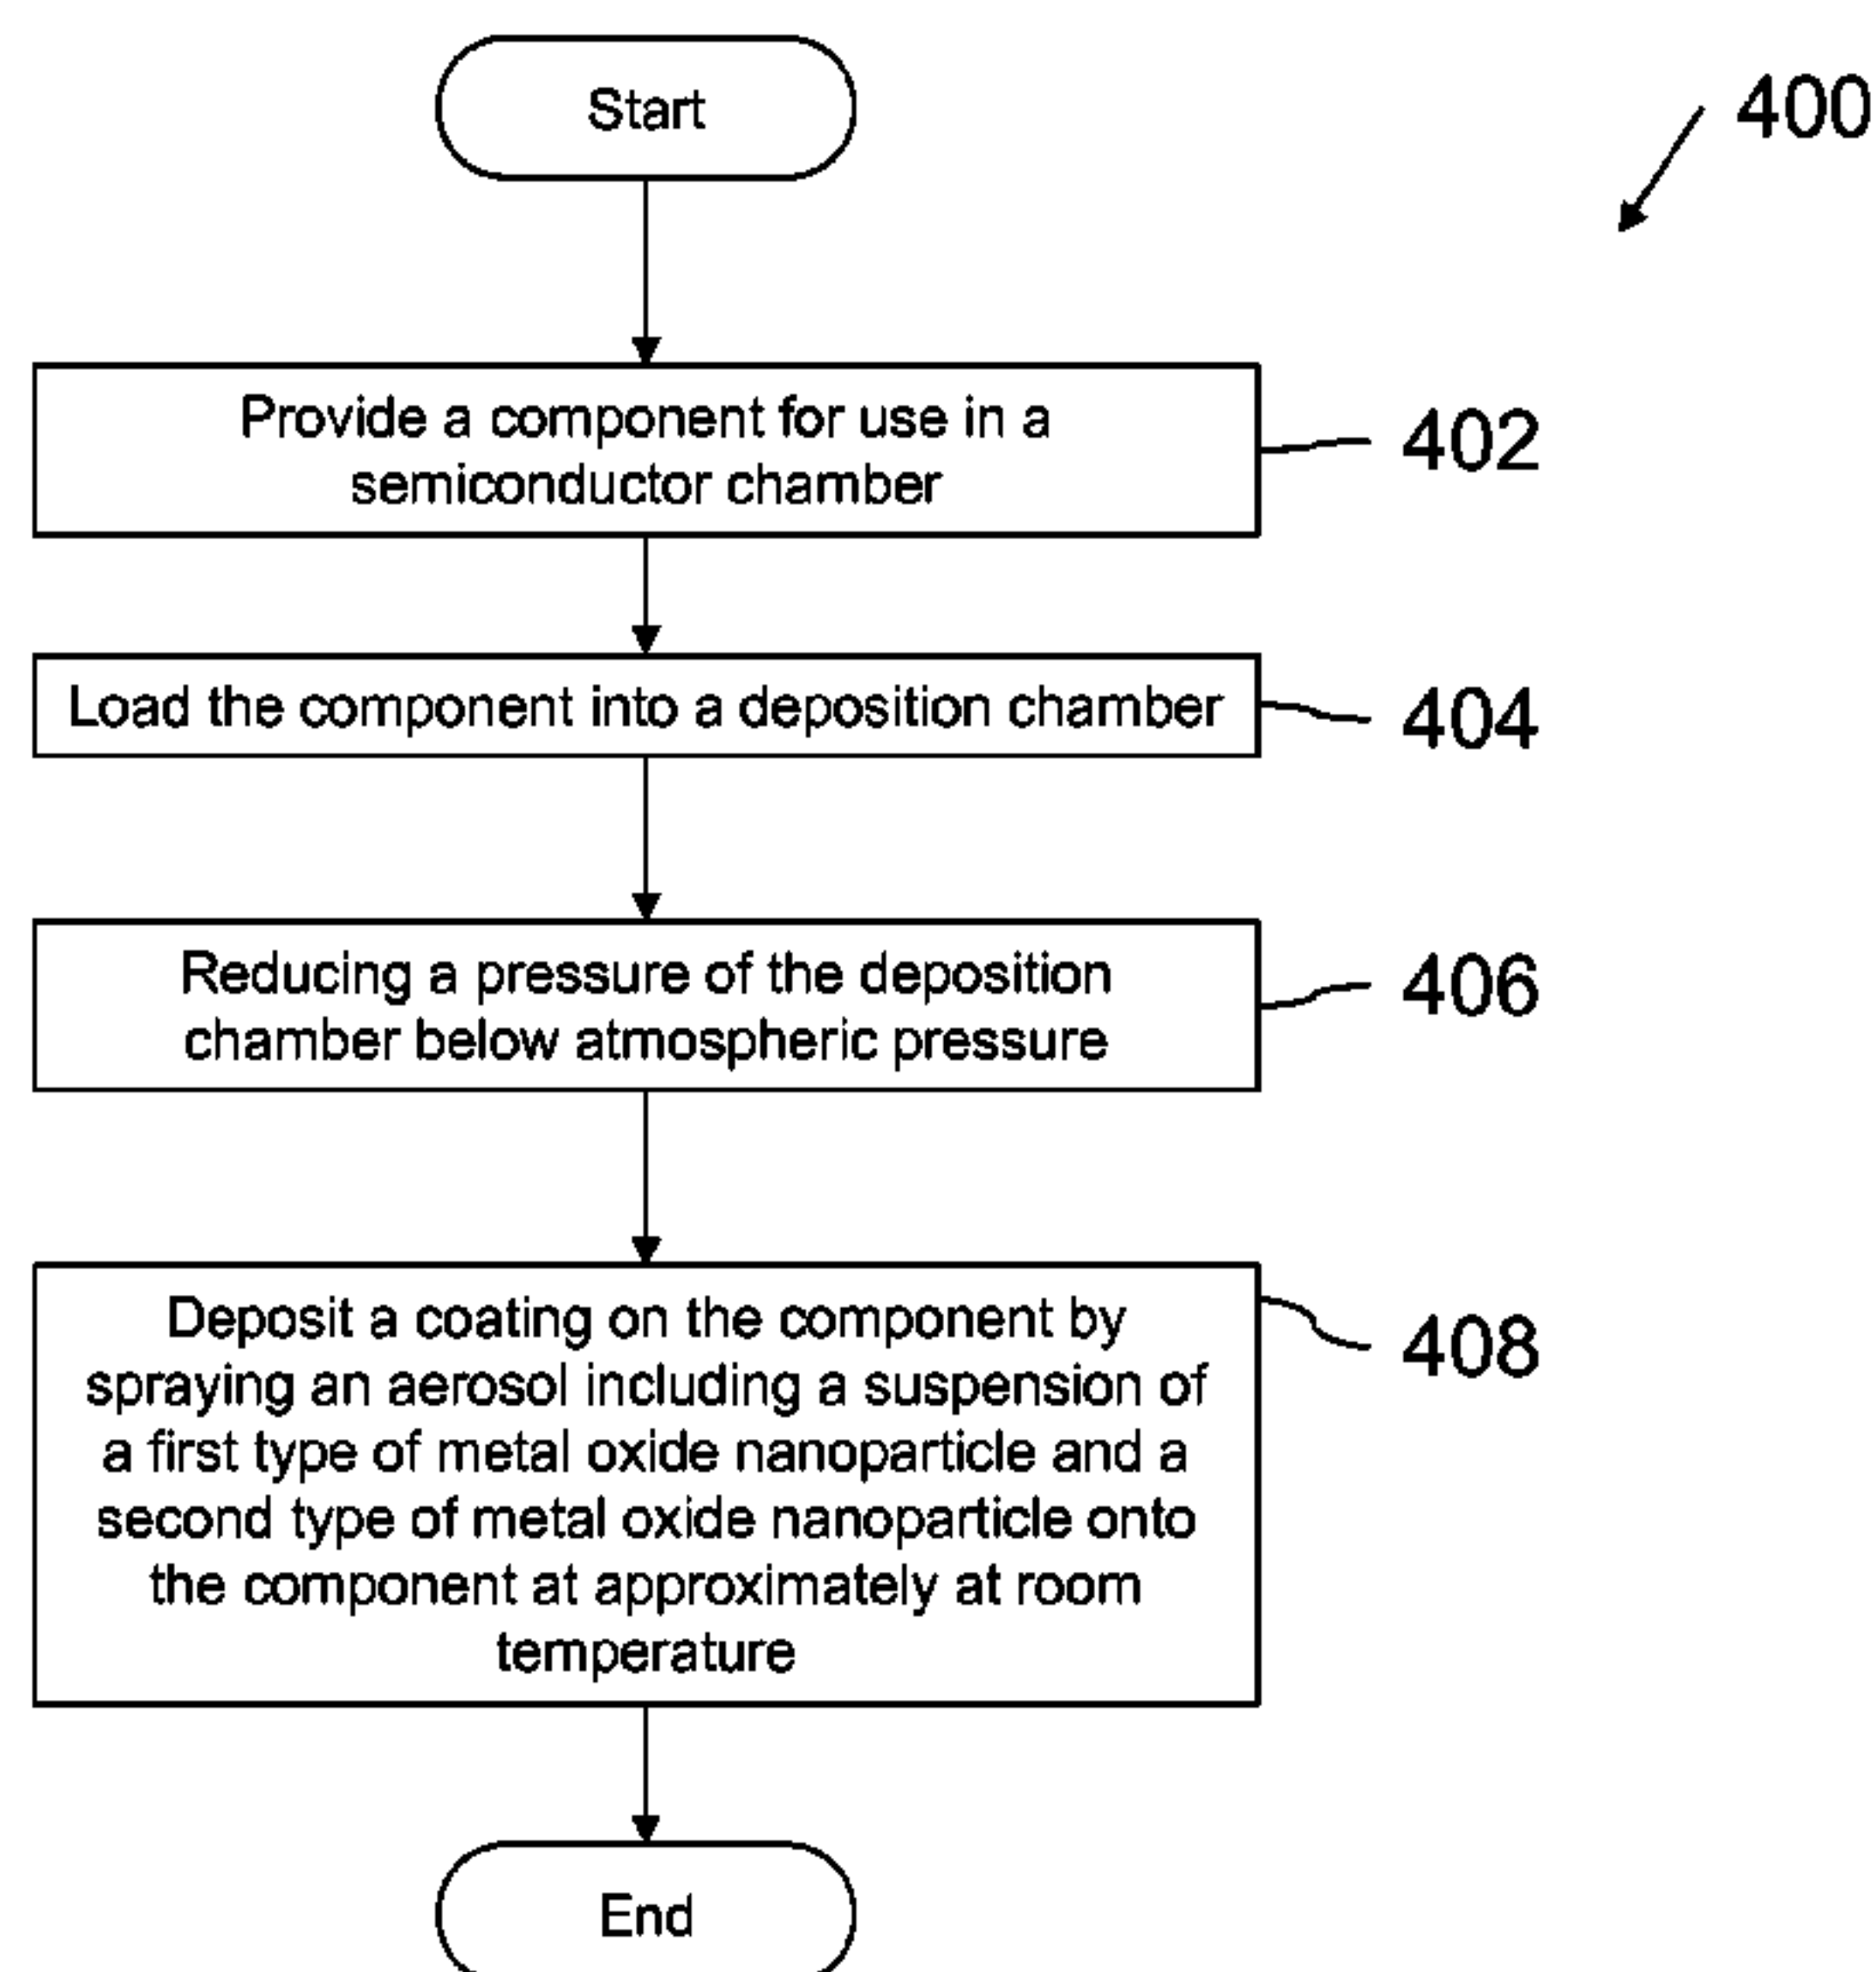 Start
400
Provide a component for use in a
semiconductor chamber
402
Load the component into a deposition chamber
404
Reducing a pressure of the deposition
chamber below atmospheric pressure
406
Deposit a coating on the component by
spraying an aerosol including a suspension of
a first type of metal oxide nanoparticle and a
second type of metal oxide nanoparticle onto
the component at approximately at room
temperature
408
End